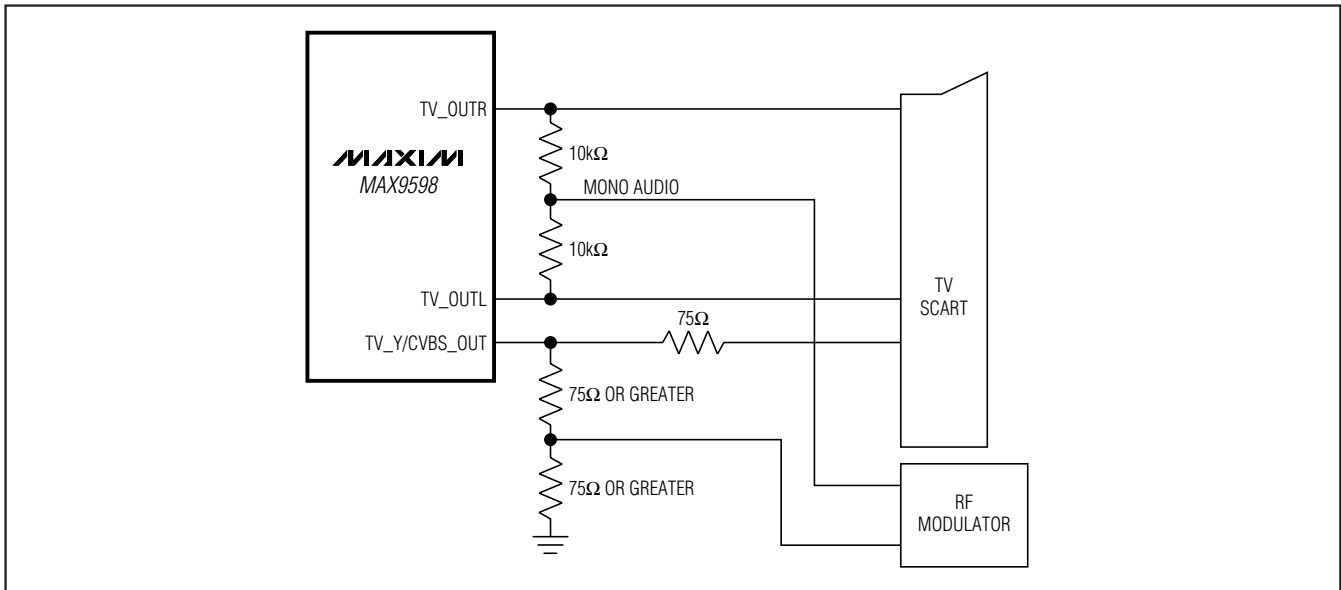 TV_OUTR
MAXIM
MAX9598
10kΩ
MONO AUDIO
10kΩ
TV_OUTL
TV_Y/CVBS_OUT
75Ω
75Ω OR GREATER
75Ω OR GREATER
TV
SCART
RF
MODULATOR